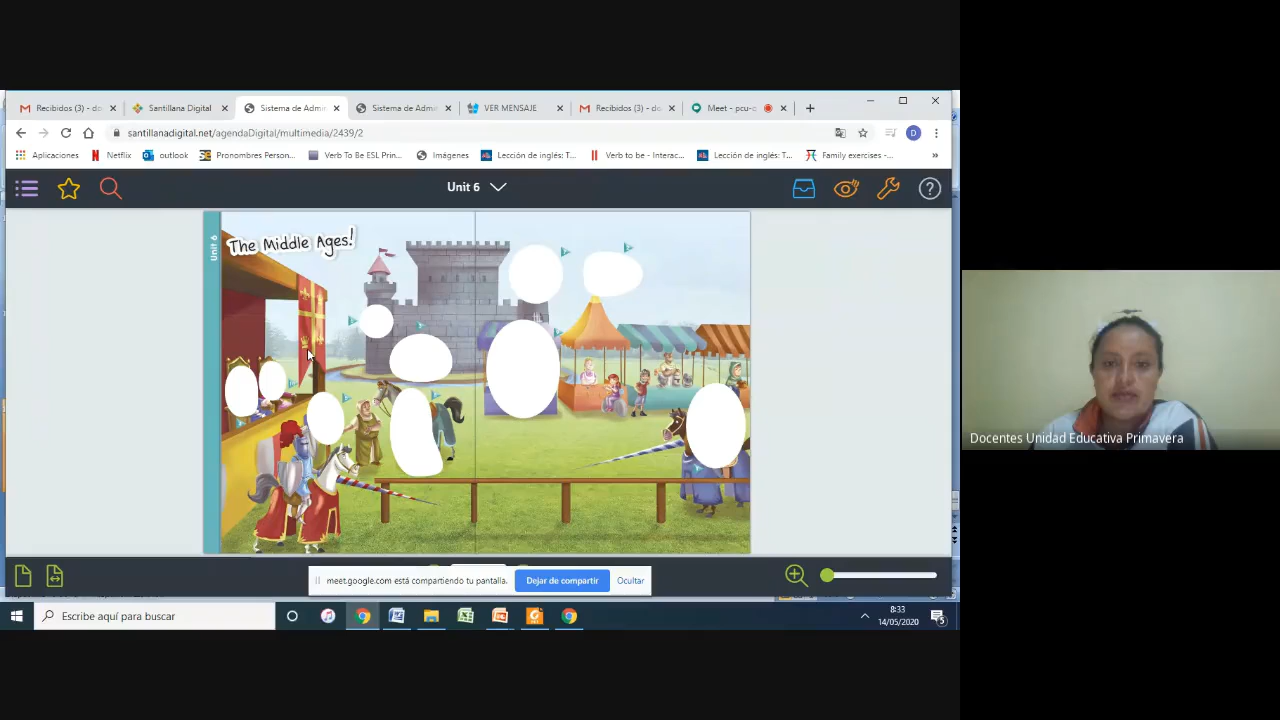 Recibidos (3) - do
Santillana Digital
Sistema de Admi
Sistema de Admi
VER MENSAJE
Recibidos (3) - do
Meet - pcu-c
santillanadigital.net/agendaDigital/multimedia/2439/2
Aplicaciones
Netflix
outlook
Pronombres Person...
Verb To Be ESL Prin...
Imágenes
Lección de inglés: T...
Verb to be - Interac...
Lección de inglés: T...
Family exercises -...
»
Unit 6
Unit 6
The Middle Ages!
Docentes Unidad Educativa Primavera
meet.google.com está compartiendo tu pantalla.
Dejar de compartir
Ocultar
Escribe aquí para buscar
8:33
14/05/2020
5